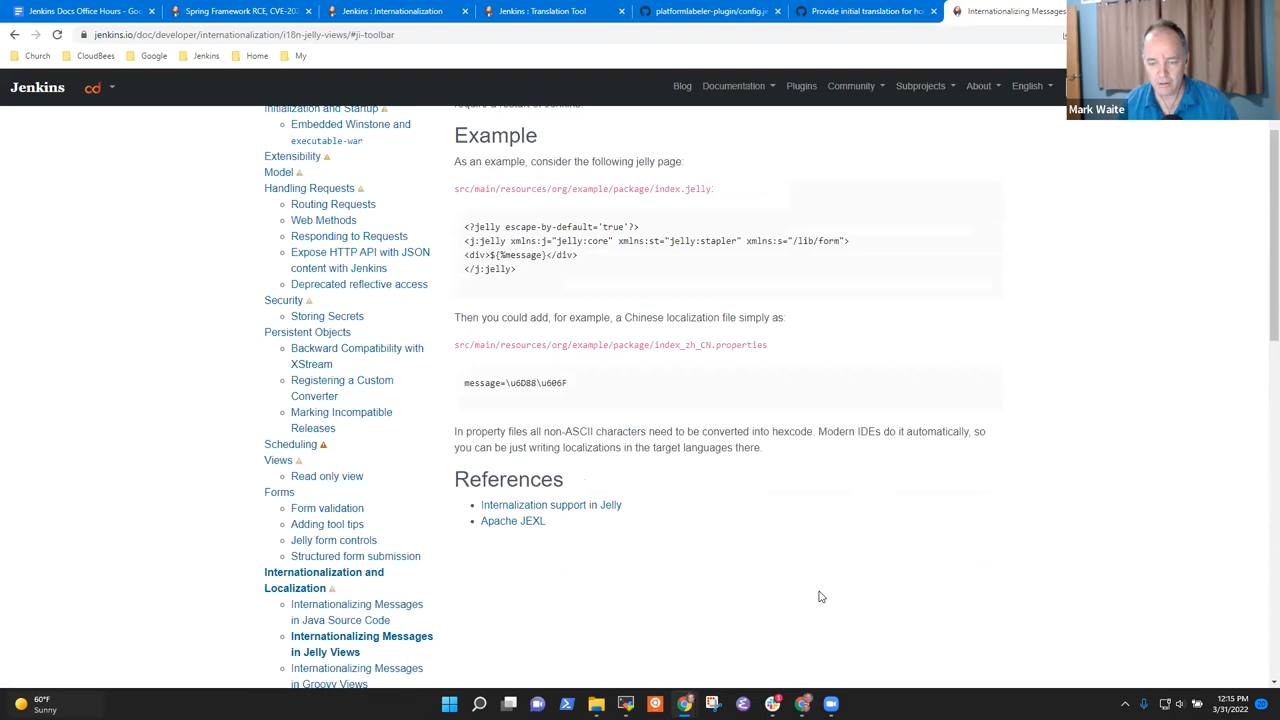 Jenkins Docs Office Hours - Goo
Spring Framework RCE, CVE-202
Jenkins : Internationalization
Jenkins : Translation Tool
platformlabeler-plugin/config.je
Provide initial translation for ho
Internationalizing Messages
jenkins.io/doc/developer/internationalization/i18n-jelly-views/#ji-toolbar
Church
CloudBees
Google
Jenkins
Home
My
Jenkins
cd
Blog
Documentation
Plugins
Community
Subprojects
About
English
Mark Waite
Initialization and Startup
Embedded Winstone and
executable-war
Extensibility
Model
Handling Requests
Routing Requests
Web Methods
Responding to Requests
Expose HTTP API with JSON
content with Jenkins
Deprecated reflective access
Security
Storing Secrets
Persistent Objects
Backward Compatibility with
XStream
Registering a Custom
Converter
Marking Incompatible
Releases
Scheduling
Views
Read only view
Forms
Form validation
Adding tool tips
Jelly form controls
Structured form submission
Internationalization and
Localization
Internationalizing Messages
in Java Source Code
Internationalizing Messages
in Jelly Views
Internationalizing Messages
in Groovy Views
require a restart of Jenkins.
Example
As an example, consider the following jelly page:
src/main/resources/org/example/package/index.jelly:
<?jelly escape-by-default='true'?>
<j:jelly xmlns:j="jelly:core" xmlns:st="jelly:stapler" xmlns:s="/lib/form">
<div>${%message}</div>
</j:jelly>
Then you could add, for example, a Chinese localization file simply as:
src/main/resources/org/example/package/index_zh_CN.properties
message=\u6D88\u606F
In property files all non-ASCII characters need to be converted into hexcode. Modern IDEs do it automatically, so
you can be just writing localizations in the target languages there.
References
Internalization support in Jelly
Apache JEXL
60°F
Sunny
12:15 PM
3/31/2022
20